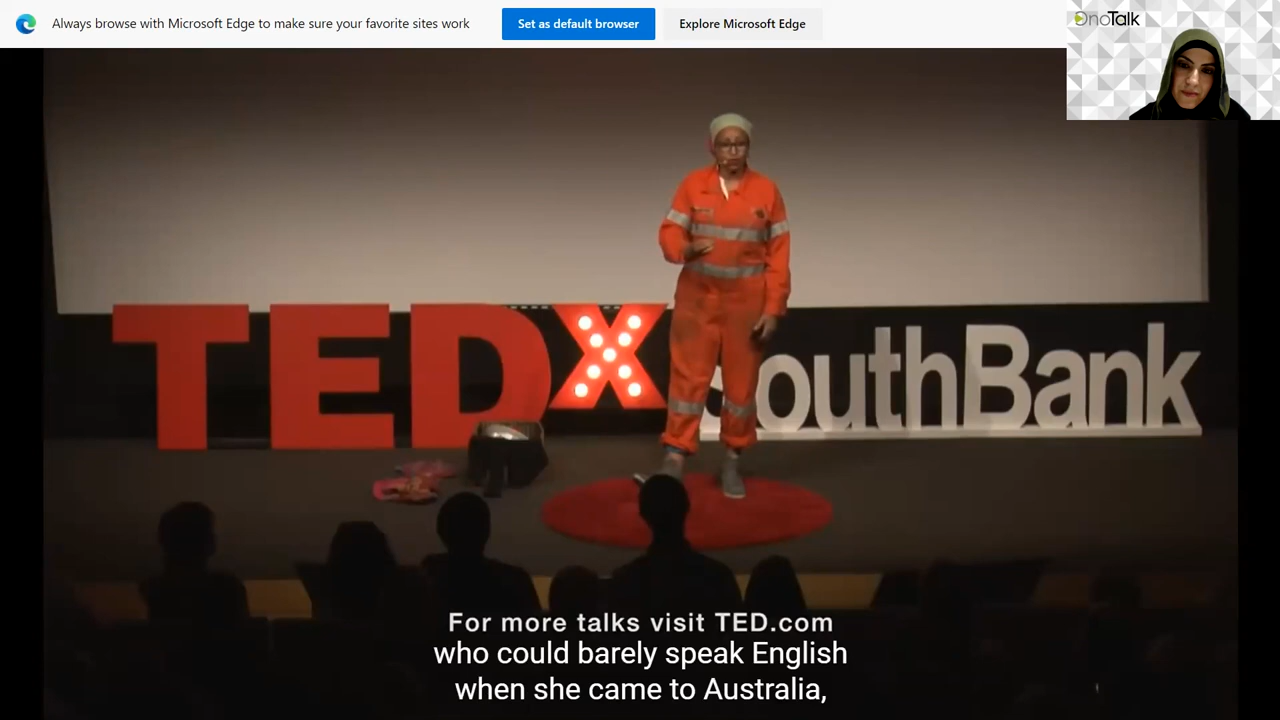 Always browse with Microsoft Edge to make sure your favorite sites work
Set as default browser
Explore Microsoft Edge
OnoTalk
TEDx SouthBank
For more talks visit TED.com
who could barely speak English
when she came to Australia,